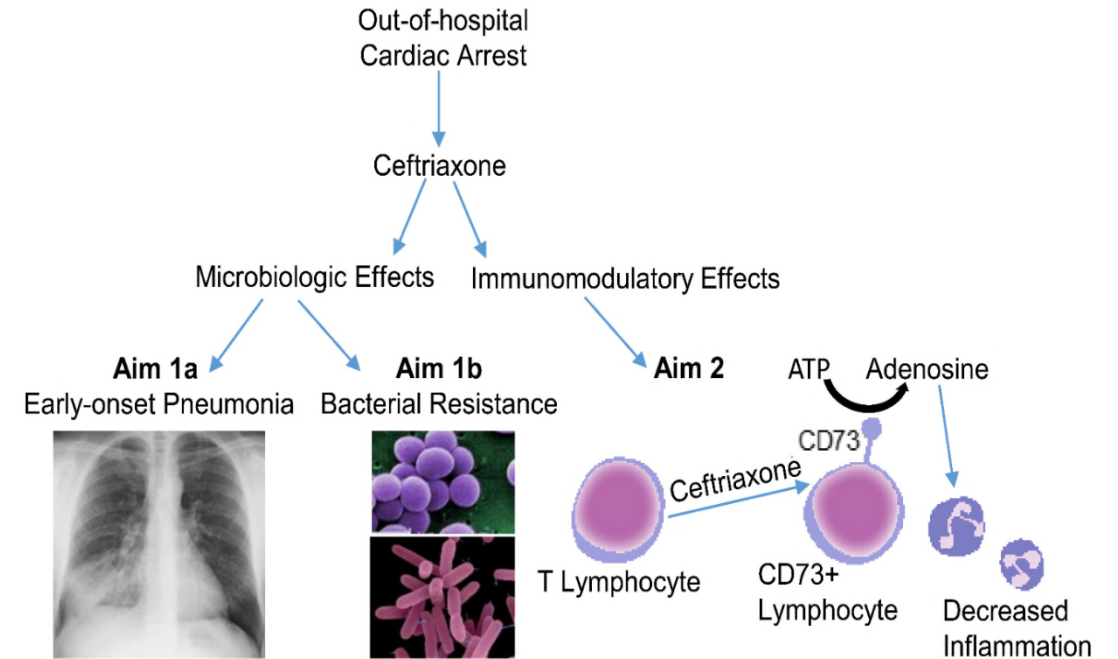 Out-of-hospital
Cardiac Arrest
Ceftriaxone
Microbiologic Effects
Immunomodulatory Effects
Aim 1a
Early-onset Pneumonia
Aim 1b
Bacterial Resistance
Aim 2
ATP
Adenosine
CD73
Ceftriaxone
T Lymphocyte
CD73+
Lymphocyte
Decreased
Inflammation